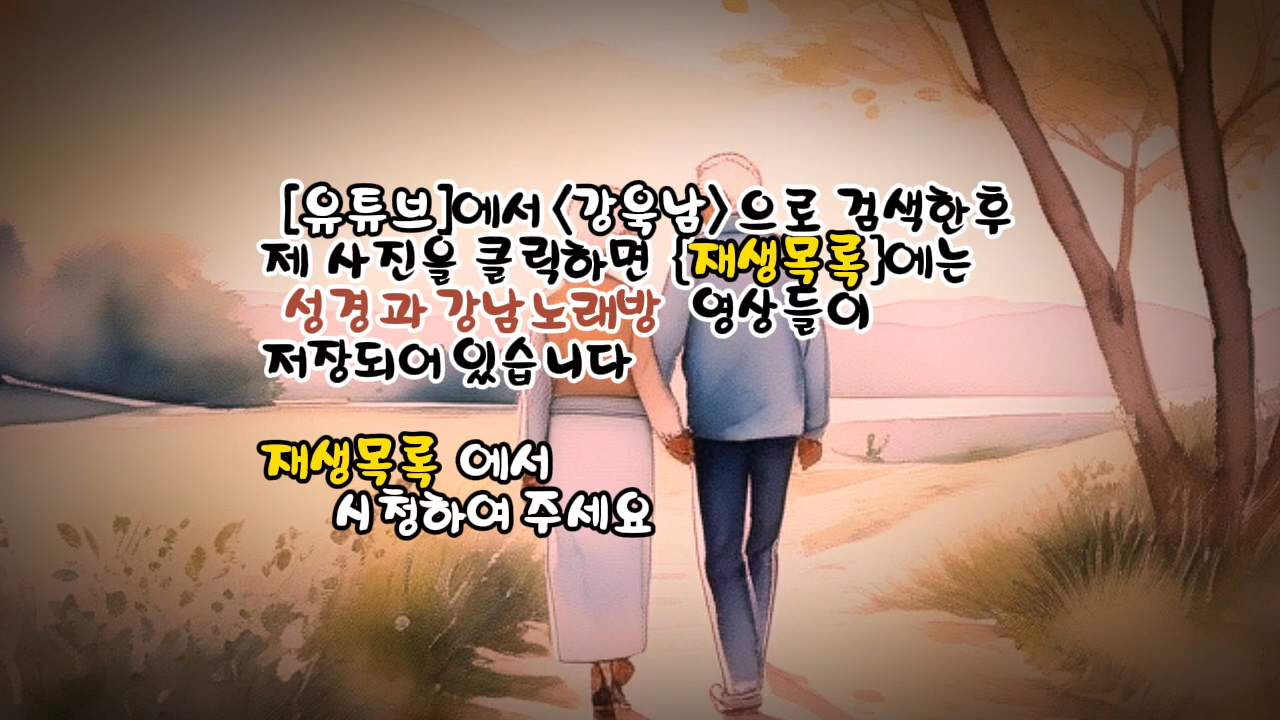 [유튜브]에서 <강욱남>으로 검색한후
제 사진을 클릭하면 {재생목록}에는
성경과 강남노래방 영상들이
저장되어 있습니다
재생목록 에서
시청하여 주세요